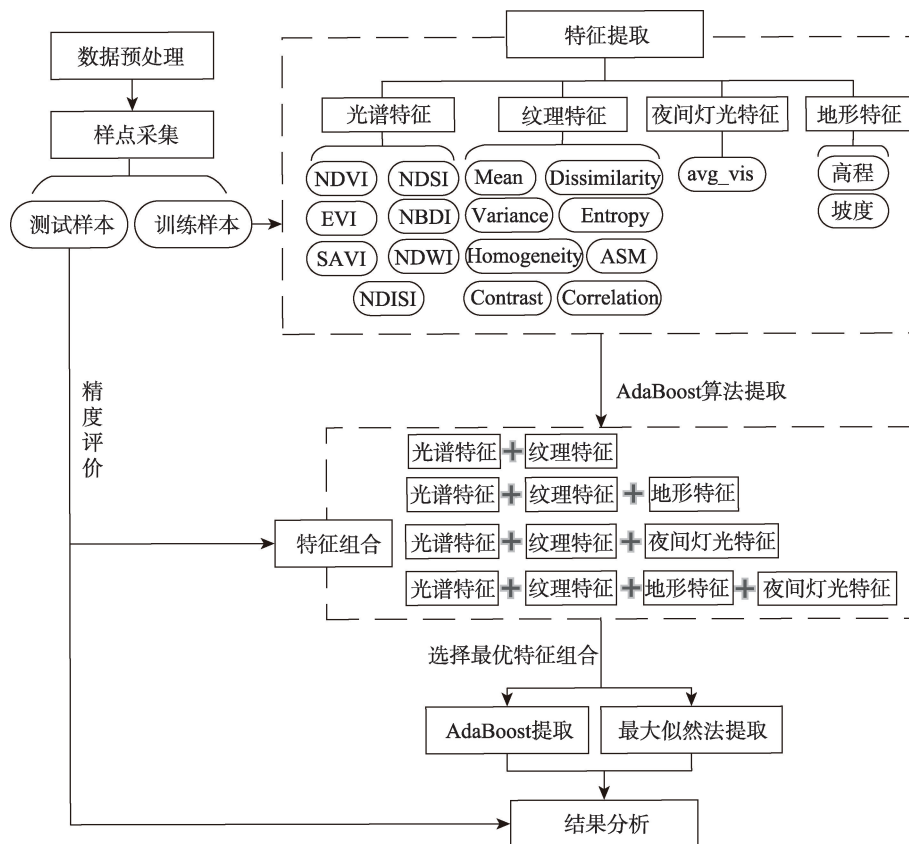 数据预处理
样点采集
测试样本 训练样本
特征提取
光谱特征 纹理特征 夜间灯光特征 地形特征
NDVI NDSI Mean Dissimilarity avg_vis 高程
EVI NBDI Variance Entropy 坡度
SAVI NDWI Homogeneity ASM
NDISI Contrast Correlation
精度评价
AdaBoost算法提取
光谱特征+纹理特征
光谱特征+纹理特征+地形特征
特征组合
光谱特征+纹理特征+夜间灯光特征
光谱特征+纹理特征+地形特征+夜间灯光特征
选择最优特征组合
AdaBoost提取 最大似然法提取
结果分析